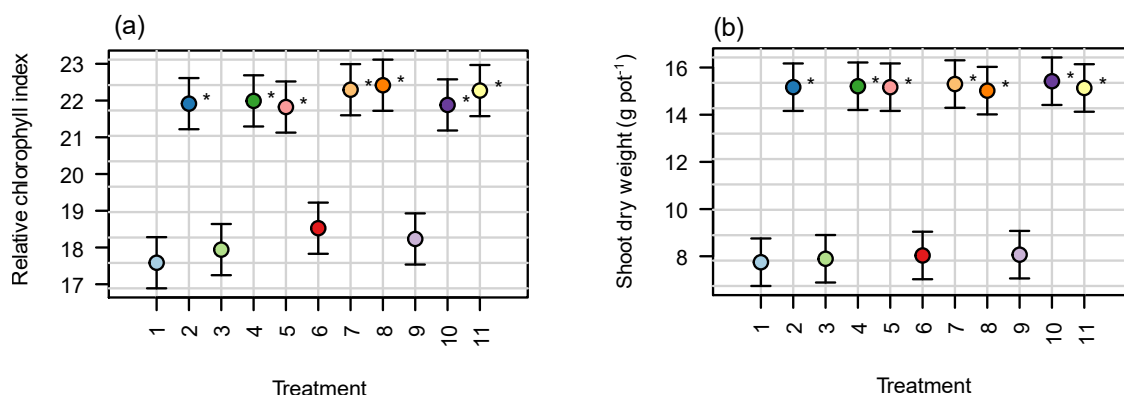 (a)
Relative chlorophyll index
23
22
21
20
19
18
17
* * * * * * *
1 2 3 4 5 6 7 8 9 10 11
Treatment
(b)
Shoot dry weight (g pot⁻¹)
16
14
12
10
8
* * * * * * *
1 2 3 4 5 6 7 8 9 10 11
Treatment